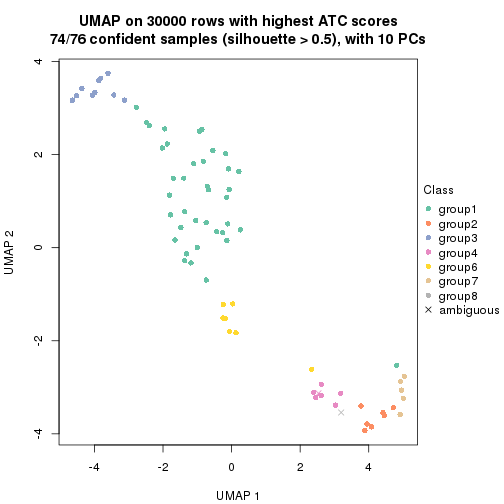 UMAP on 30000 rows with highest ATC scores
74/76 confident samples (silhouette > 0.5), with 10 PCs
4
2
0
-2
-4
UMAP 2
-4
-2
0
2
4
UMAP 1
Class
group1
group2
group3
group4
group6
group7
group8
ambiguous